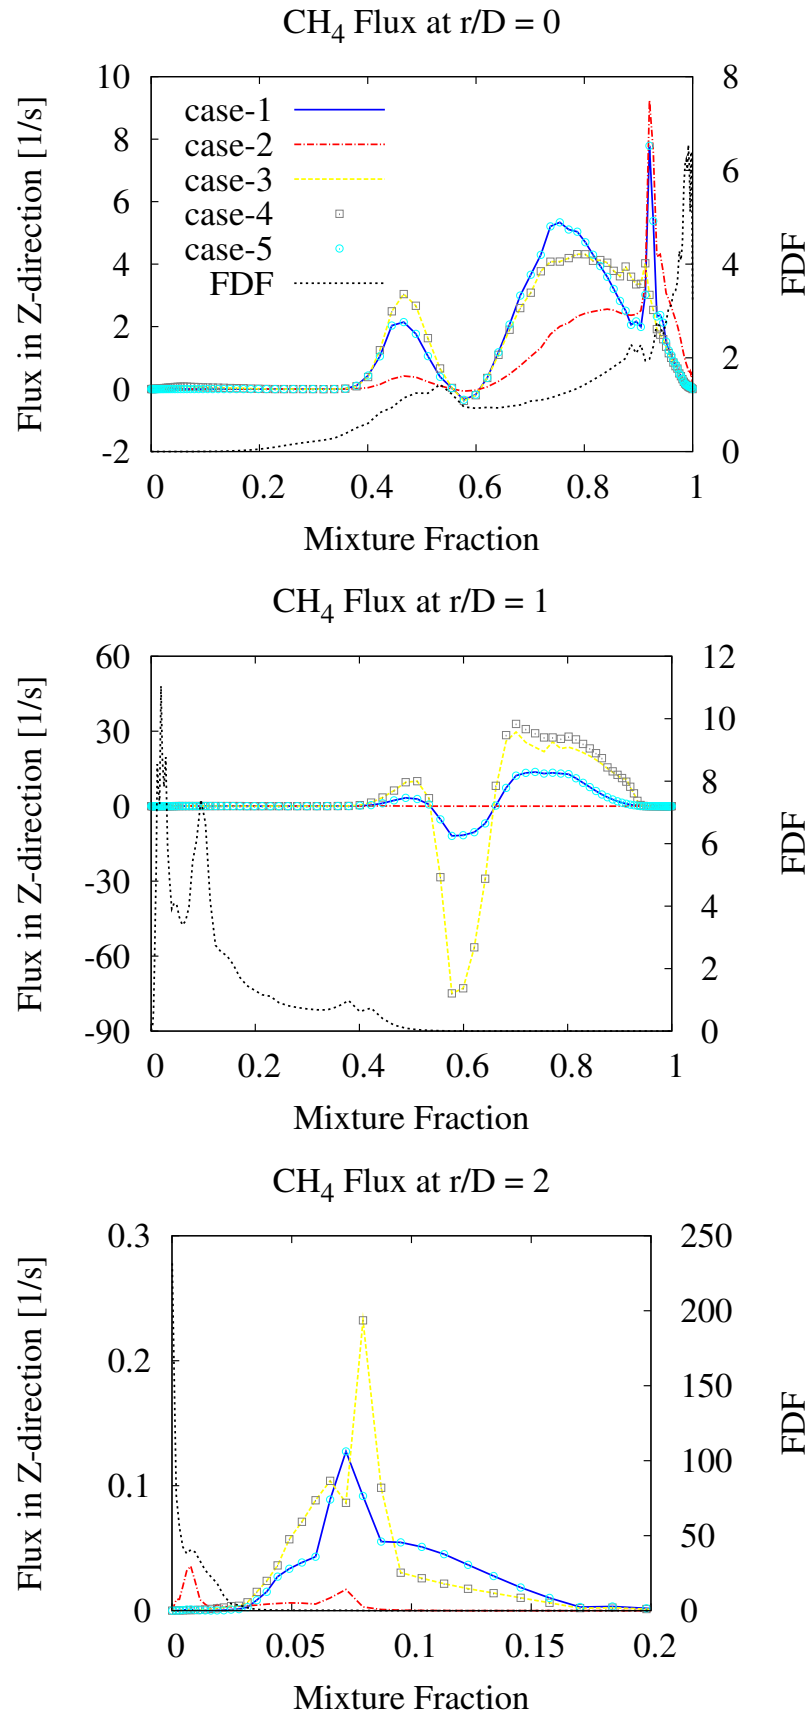 CH4 Flux at r/D = 0
Flux in Z-direction [1/s]
10
8
6
4
2
0
-2
case-1
case-2
case-3
case-4
case-5
FDF
8
6
4
2
0
FDF
0 0.2 0.4 0.6 0.8 1
Mixture Fraction
CH4 Flux at r/D = 1
Flux in Z-direction [1/s]
60
30
0
-30
-60
-90
12
10
8
6
4
2
0
FDF
0 0.2 0.4 0.6 0.8 1
Mixture Fraction
CH4 Flux at r/D = 2
Flux in Z-direction [1/s]
0.3
0.2
0.1
0
250
200
150
100
50
0
FDF
0 0.05 0.1 0.15 0.2
Mixture Fraction